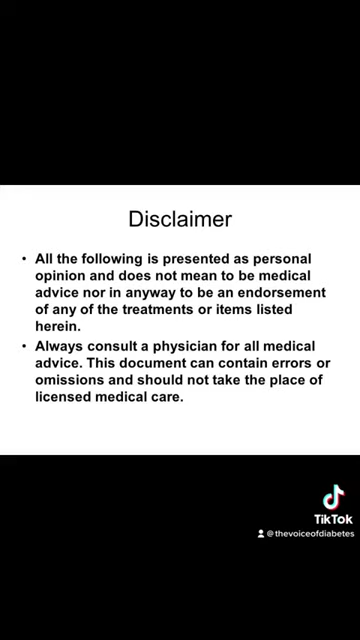 Disclaimer
• All the following is presented as personal
opinion and does not mean to be medical
advice nor in anyway to be an endorsement
of any of the treatments or items listed
herein.
• Always consult a physician for all medical
advice. This document can contain errors or
omissions and should not take the place of
licensed medical care.
TikTok
@thevoiceofdiabetes